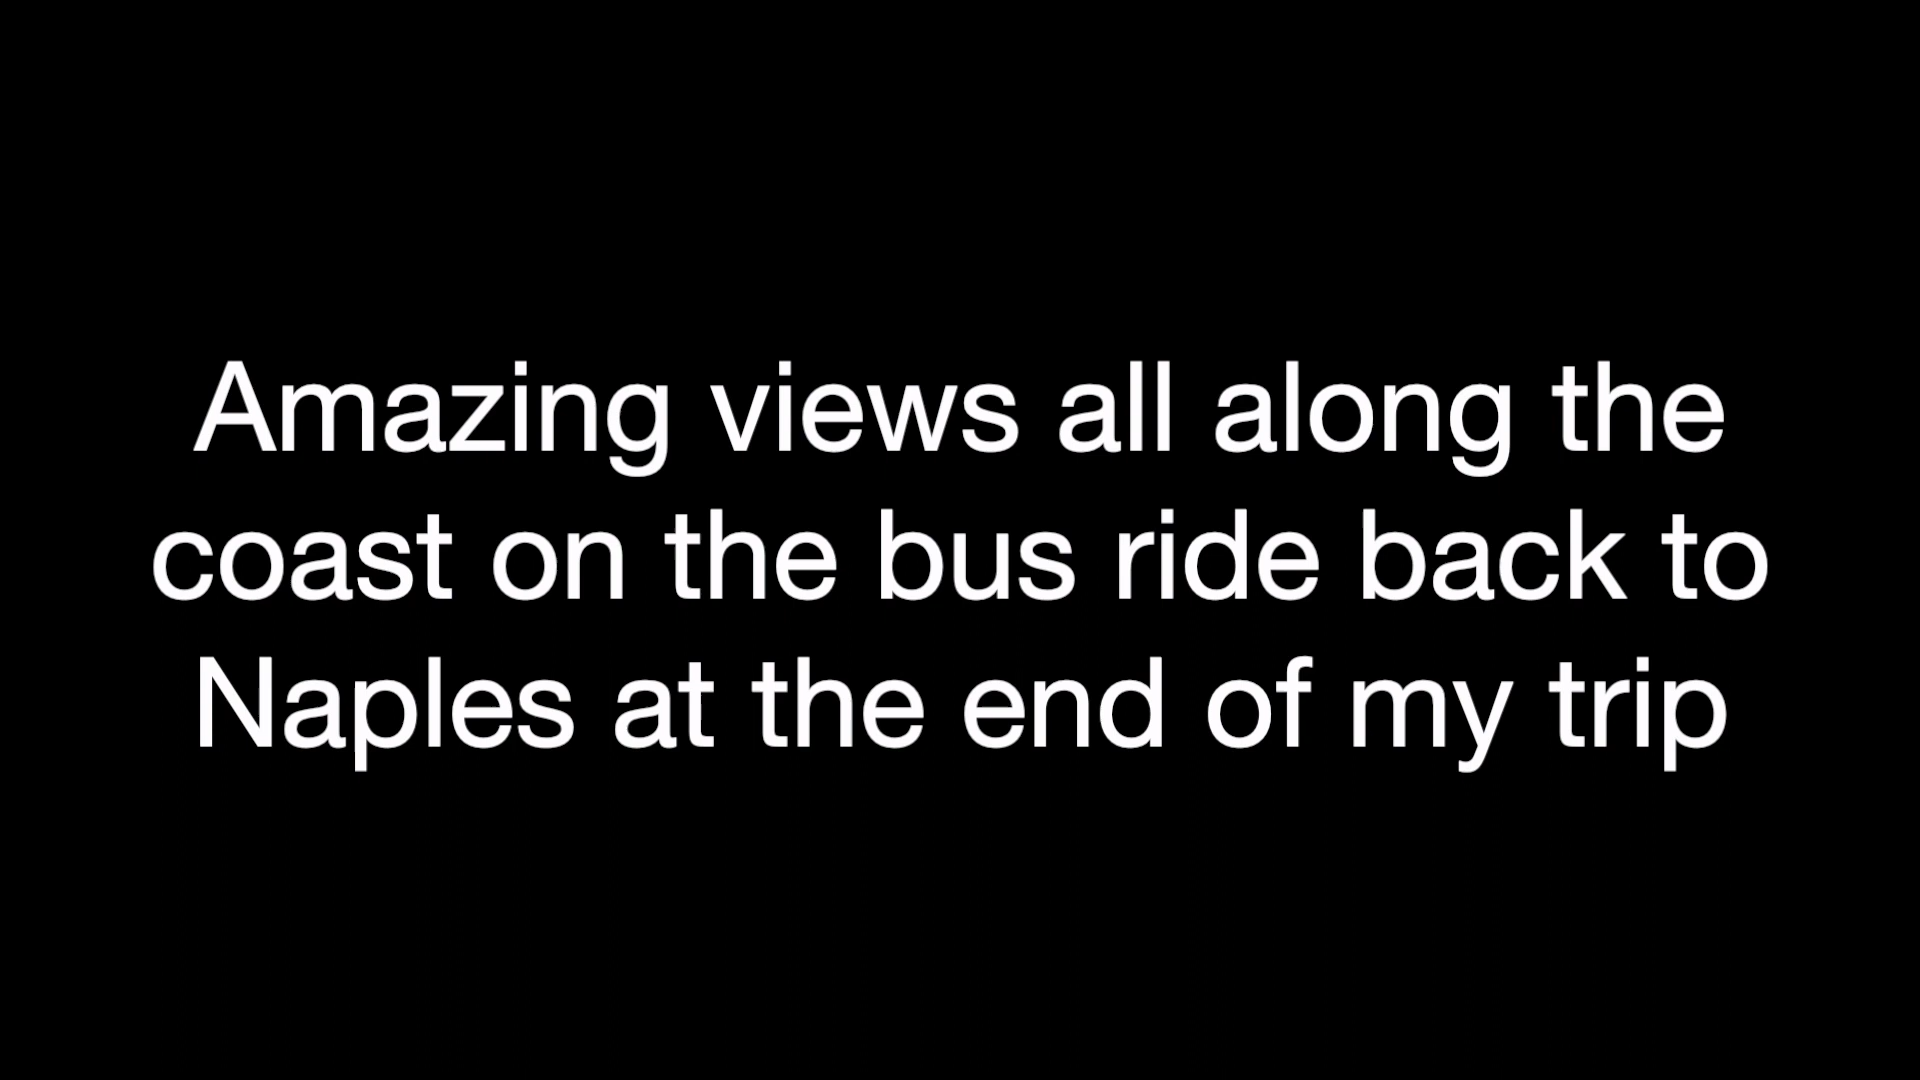 Amazing views all along the
coast on the bus ride back to
Naples at the end of my trip